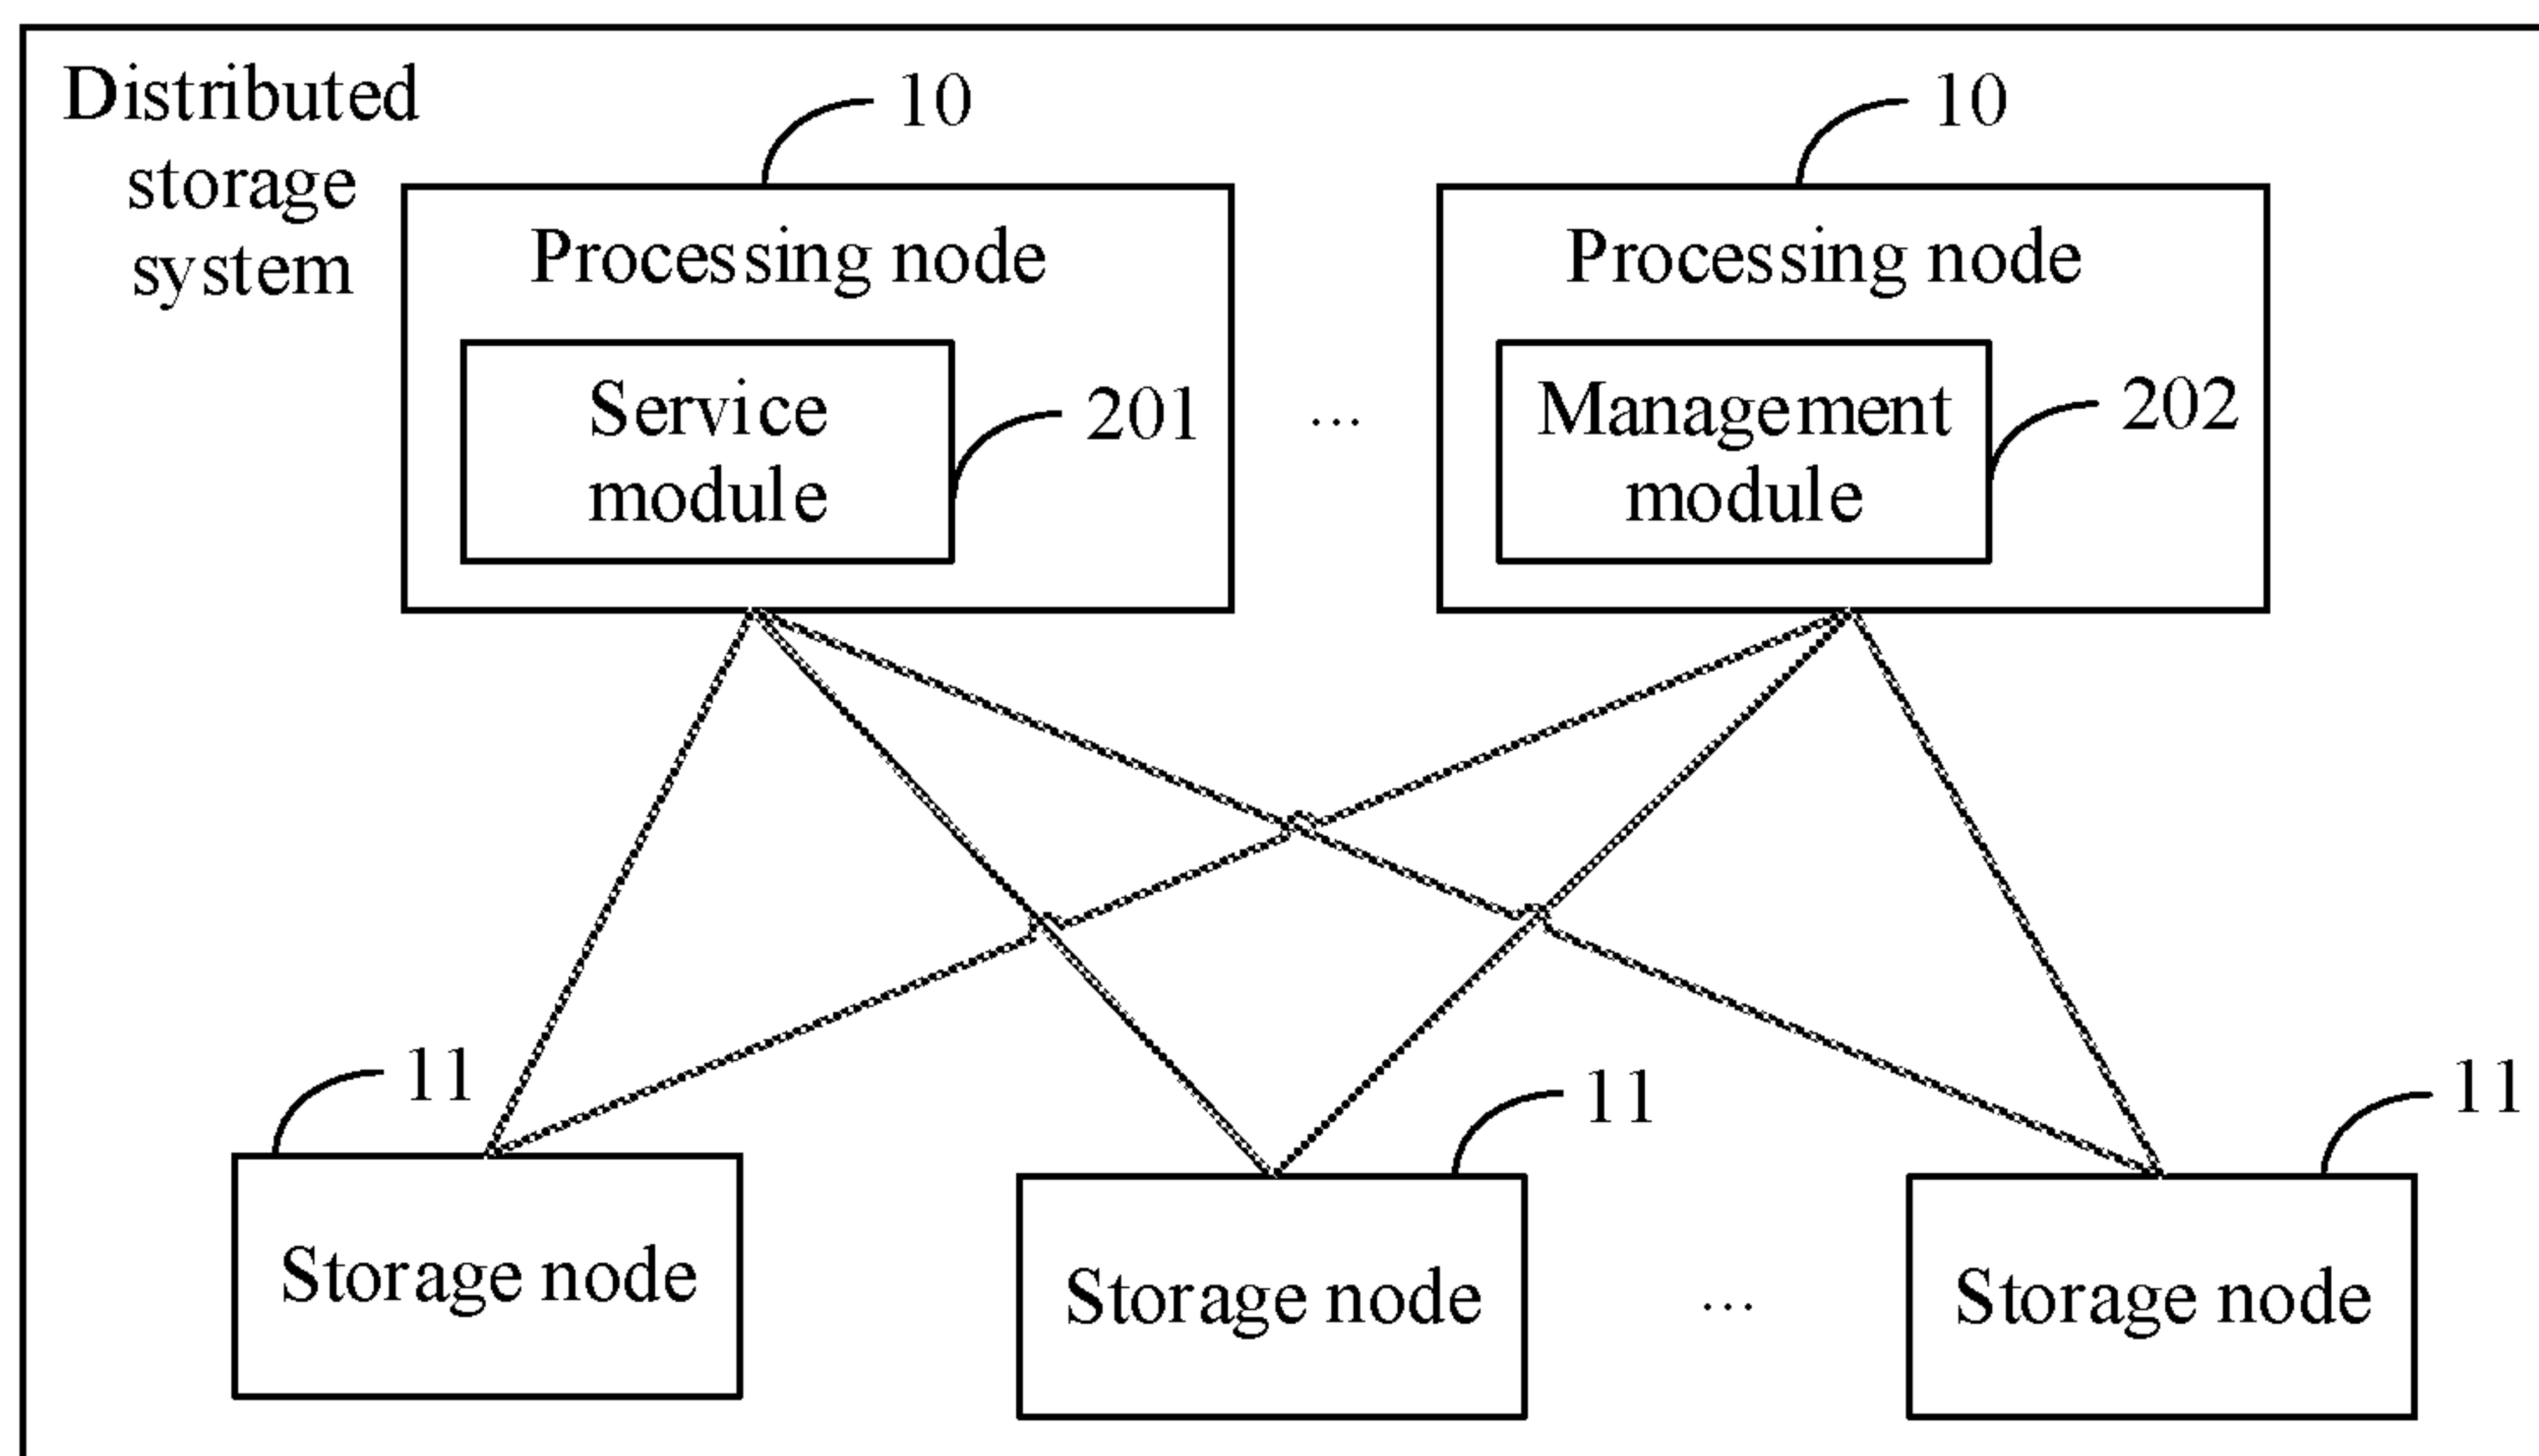 Distributed
storage
system
10
10
Processing node
Processing node
Service
module
201
...
Management
module
202
11
11
11
Storage node
Storage node
...
Storage node